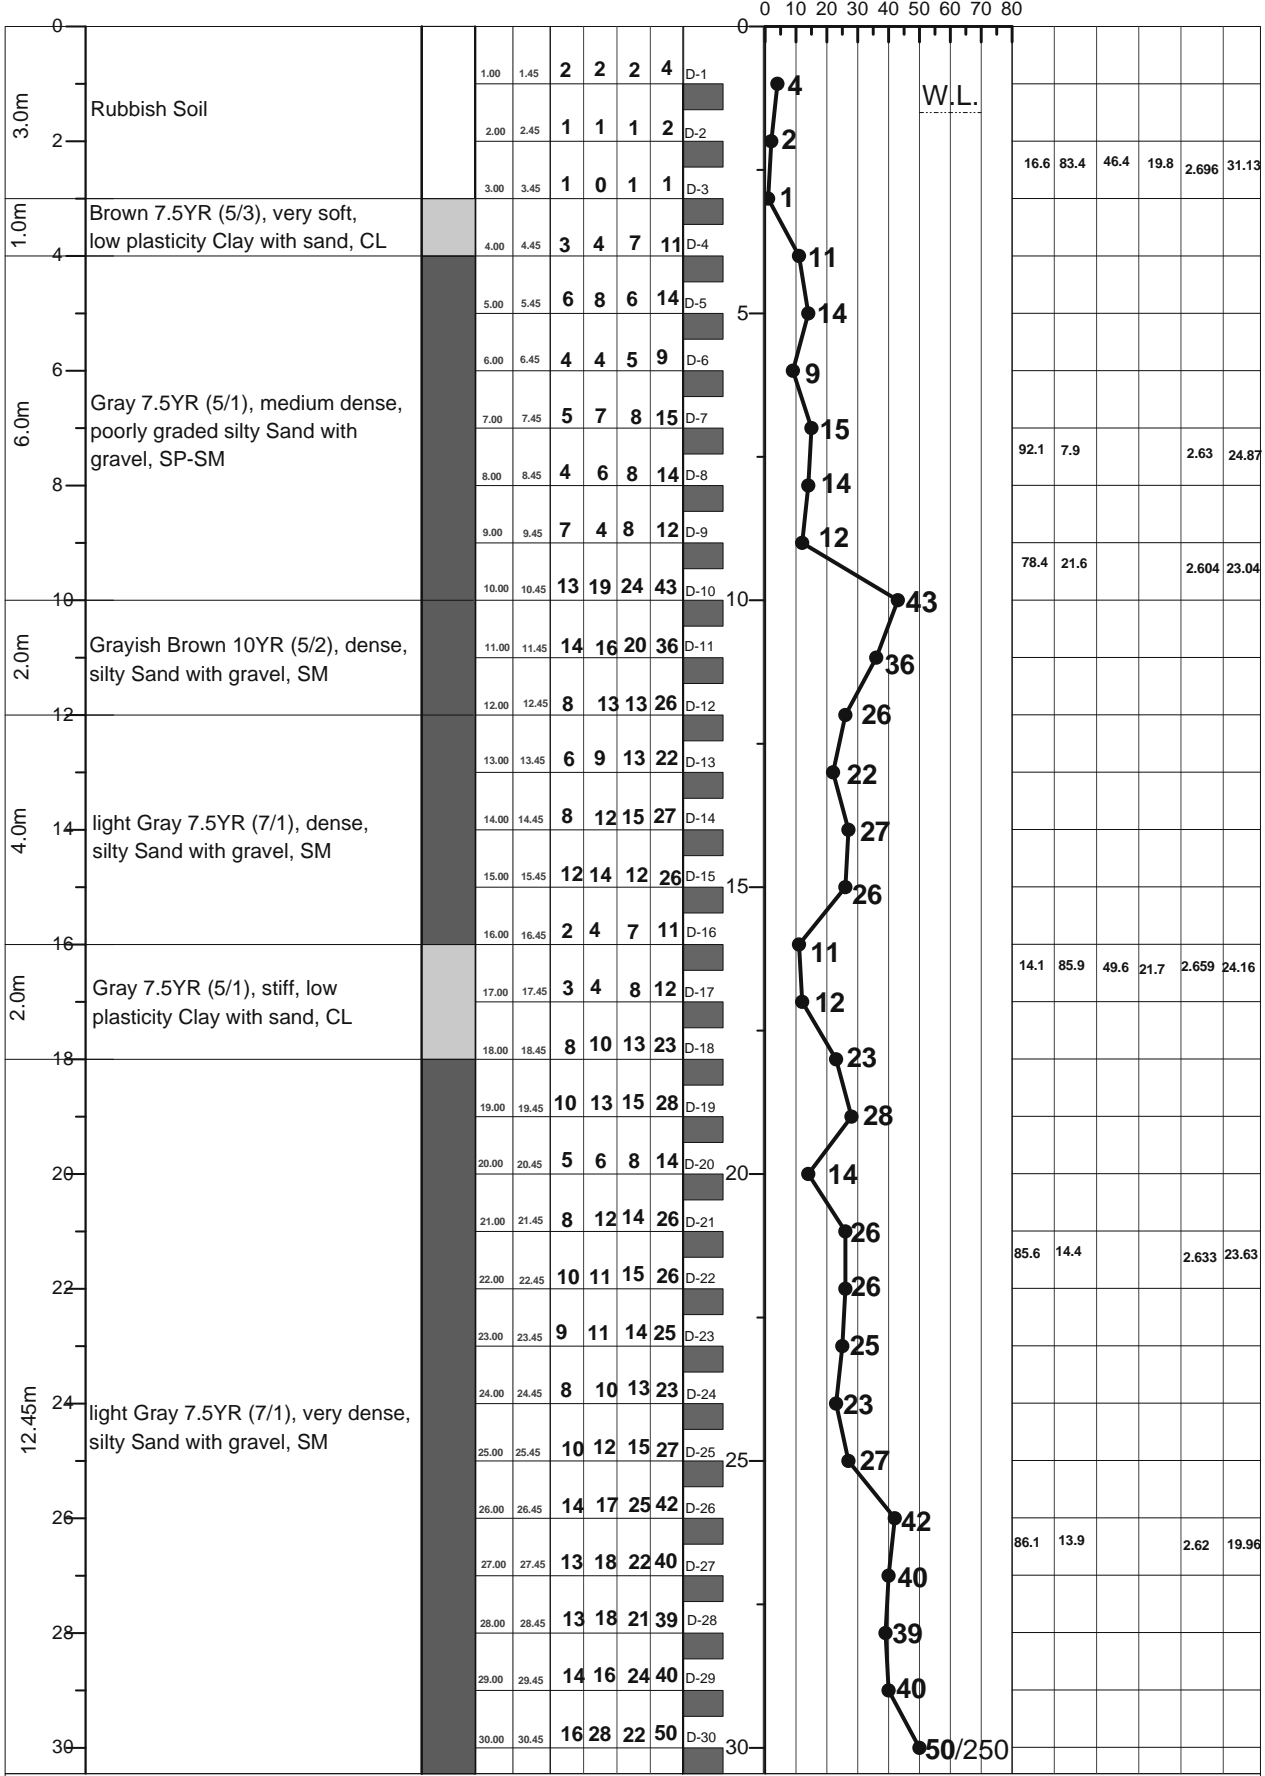 0 10 20 30 40 50 60 70 80
0 0
1.00 1.45 2 2 2 4 D-1
4
W.L.
3.0m
Rubbish Soil
2
2.00 2.45 1 1 1 2 D-2
2
16.6 83.4 46.4 19.8 2.696 31.13
3.00 3.45 1 0 1 1 D-3
1
1.0m
Brown 7.5YR (5/3), very soft,
low plasticity Clay with sand, CL
4.00 4.45 3 4 7 11 D-4
4
11
5.00 5.45 6 8 6 14 D-5
5
14
6.00 6.45 4 4 5 9 D-6
6
9
6.0m
Gray 7.5YR (5/1), medium dense,
poorly graded silty Sand with
gravel, SP-SM
7.00 7.45 5 7 8 15 D-7
15
92.1 7.9 2.63 24.87
8.00 8.45 4 6 8 14 D-8
8
14
9.00 9.45 7 4 8 12 D-9
12
78.4 21.6 2.604 23.04
10.00 10.45 13 19 24 43 D-10
10 10
43
2.0m
Grayish Brown 10YR (5/2), dense,
silty Sand with gravel, SM
11.00 11.45 14 16 20 36 D-11
36
12.00 12.45 8 13 13 26 D-12
12
26
13.00 13.45 6 9 13 22 D-13
22
4.0m
light Gray 7.5YR (7/1), dense,
silty Sand with gravel, SM
14.00 14.45 8 12 15 27 D-14
14
27
15.00 15.45 12 14 12 26 D-15
15
26
16.00 16.45 2 4 7 11 D-16
16
11
14.1 85.9 49.6 21.7 2.659 24.16
2.0m
Gray 7.5YR (5/1), stiff, low
plasticity Clay with sand, CL
17.00 17.45 3 4 8 12 D-17
12
18.00 18.45 8 10 13 23 D-18
18
23
19.00 19.45 10 13 15 28 D-19
28
20.00 20.45 5 6 8 14 D-20
20 20
14
21.00 21.45 8 12 14 26 D-21
26
85.6 14.4 2.633 23.63
22.00 22.45 10 11 15 26 D-22
22
26
23.00 23.45 9 11 14 25 D-23
25
24.00 24.45 8 10 13 23 D-24
24
23
12.45m
light Gray 7.5YR (7/1), very dense,
silty Sand with gravel, SM
25.00 25.45 10 12 15 27 D-25
25
27
26.00 26.45 14 17 25 42 D-26
26
42
86.1 13.9 2.62 19.96
27.00 27.45 13 18 22 40 D-27
40
28.00 28.45 13 18 21 39 D-28
28
39
29.00 29.45 14 16 24 40 D-29
40
30.00 30.45 16 28 22 50 D-30
30 30
50/250